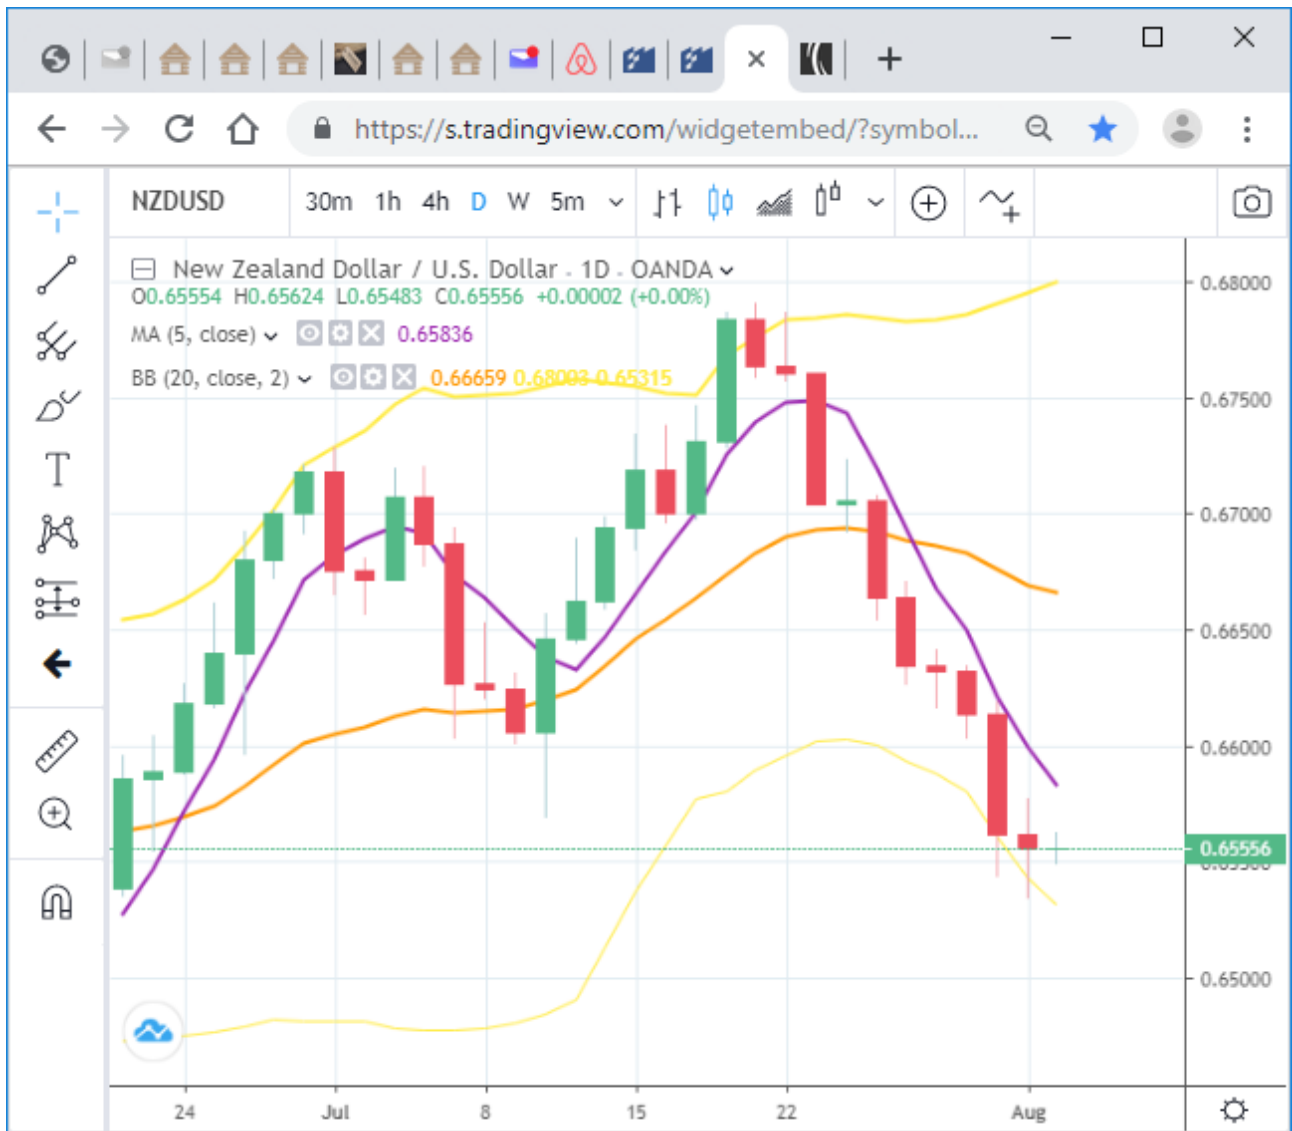 https://s.tradingview.com/widgetembed/?symbol...
NZDUSD 30m 1h 4h D W 5m
New Zealand Dollar / U.S. Dollar 1D OANDA
O0.65554 H0.65624 L0.65483 C0.65556 +0.00002 (+0.00%)
MA (5, close) 0.65836
BB (20, close, 2) 0.66659 0.68003 0.65315
T
0.68000
0.67500
0.67000
0.66500
0.66000
0.65556
0.65000
24 Jul 8 15 22 Aug